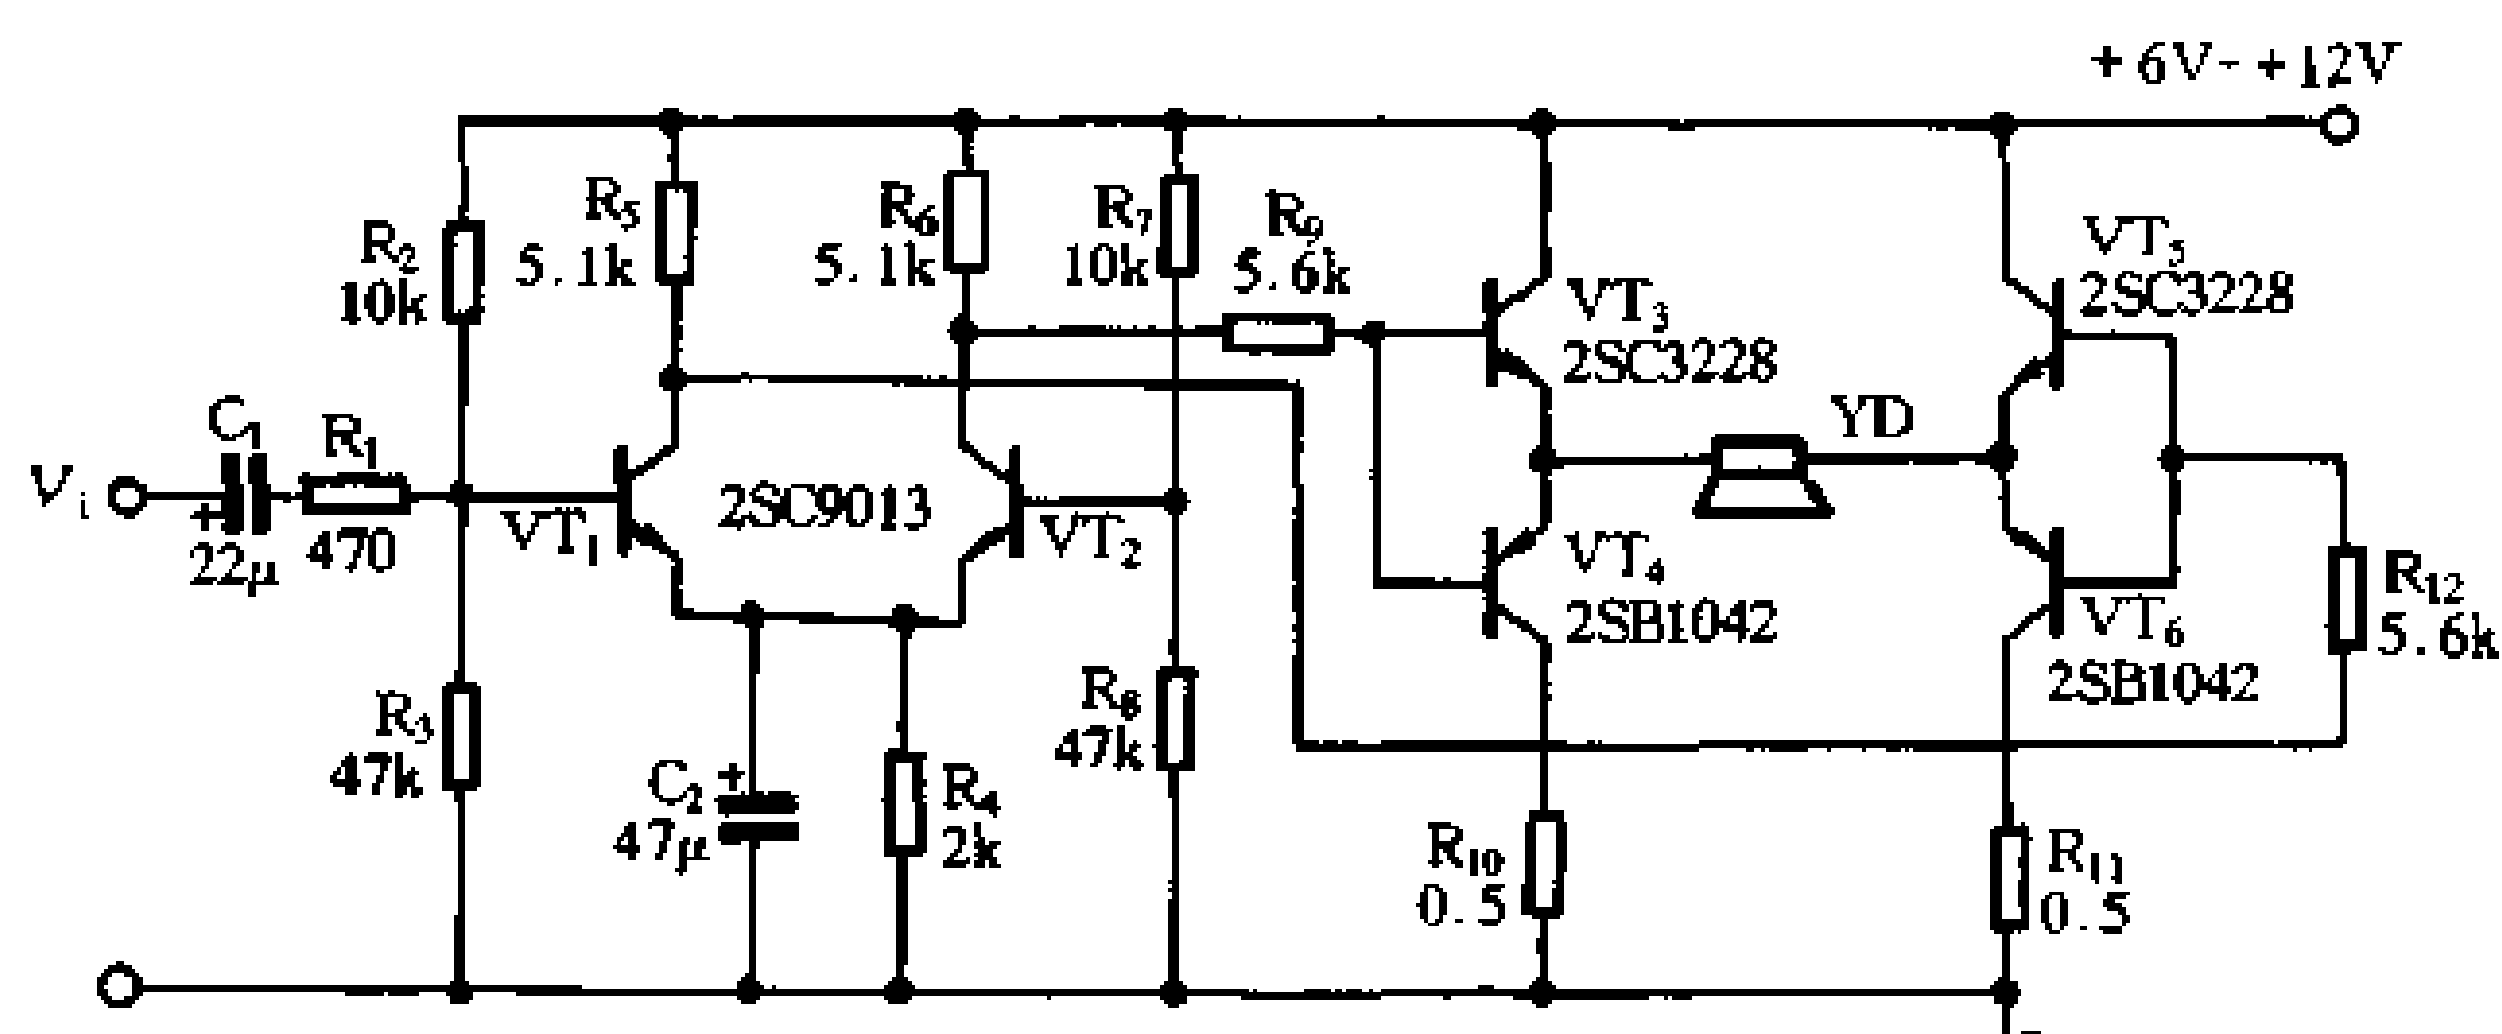 +6V~+12V
R5
5.1k
R6
5.1k
R7
10k
R9
5.6k
R2
10k
VT5
2SC3228
VT3
2SC3228
C1
R1
YD
Vi
+
22μ
470
VT1
2SC9013
VT2
VT4
2SB1042
R12
5.6k
VT6
2SB1042
R3
47k
R8
47k
C2
+
47μ
R4
2k
R10
0.5
R11
0.5